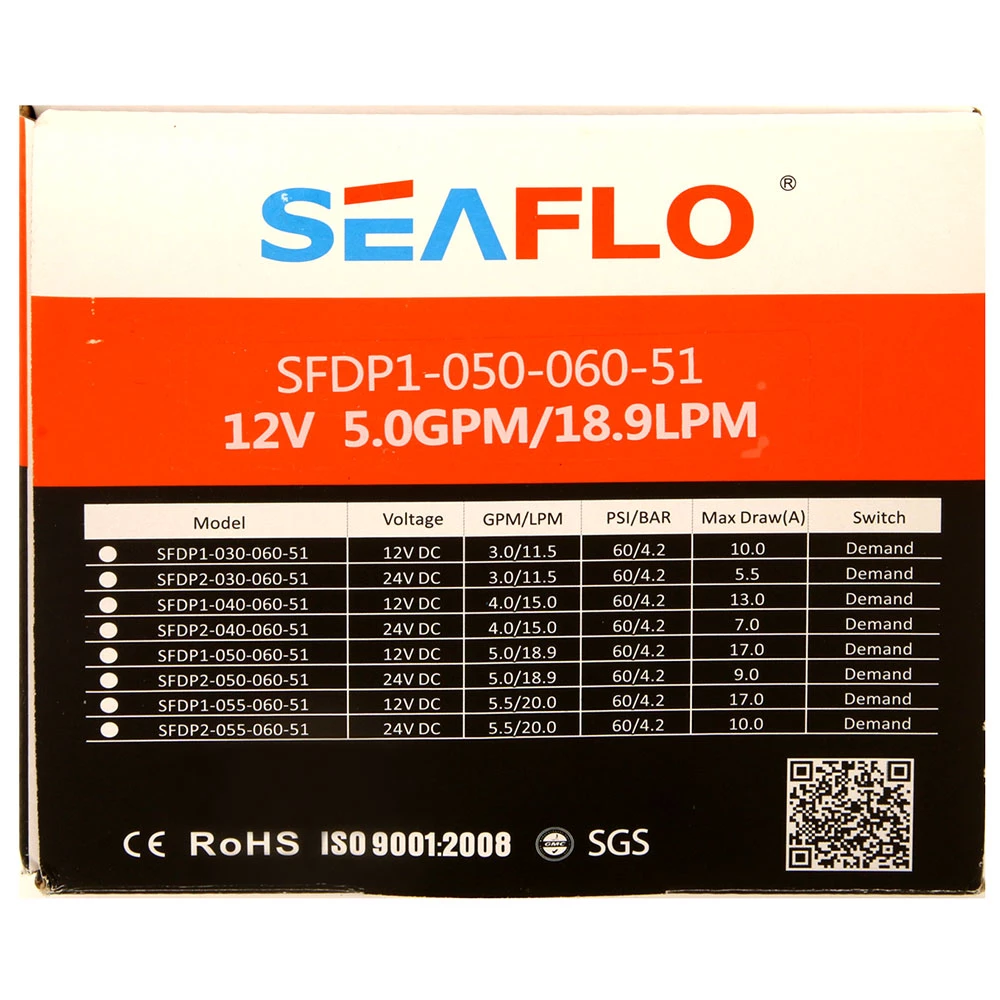 SEAFLO ®
SFDP1-050-060-51
12V 5.0GPM/18.9LPM
Model Voltage GPM/LPM PSI/BAR Max Draw(A) Switch
SFDP1-030-060-51 12V DC 3.0/11.5 60/4.2 10.0 Demand
SFDP2-030-060-51 24V DC 3.0/11.5 60/4.2 5.5 Demand
SFDP1-040-060-51 12V DC 4.0/15.0 60/4.2 13.0 Demand
SFDP2-040-060-51 24V DC 4.0/15.0 60/4.2 7.0 Demand
SFDP1-050-060-51 12V DC 5.0/18.9 60/4.2 17.0 Demand
SFDP2-050-060-51 24V DC 5.0/18.9 60/4.2 9.0 Demand
SFDP1-055-060-51 12V DC 5.5/20.0 60/4.2 17.0 Demand
SFDP2-055-060-51 24V DC 5.5/20.0 60/4.2 10.0 Demand
CE RoHS ISO 9001:2008 GMC SGS